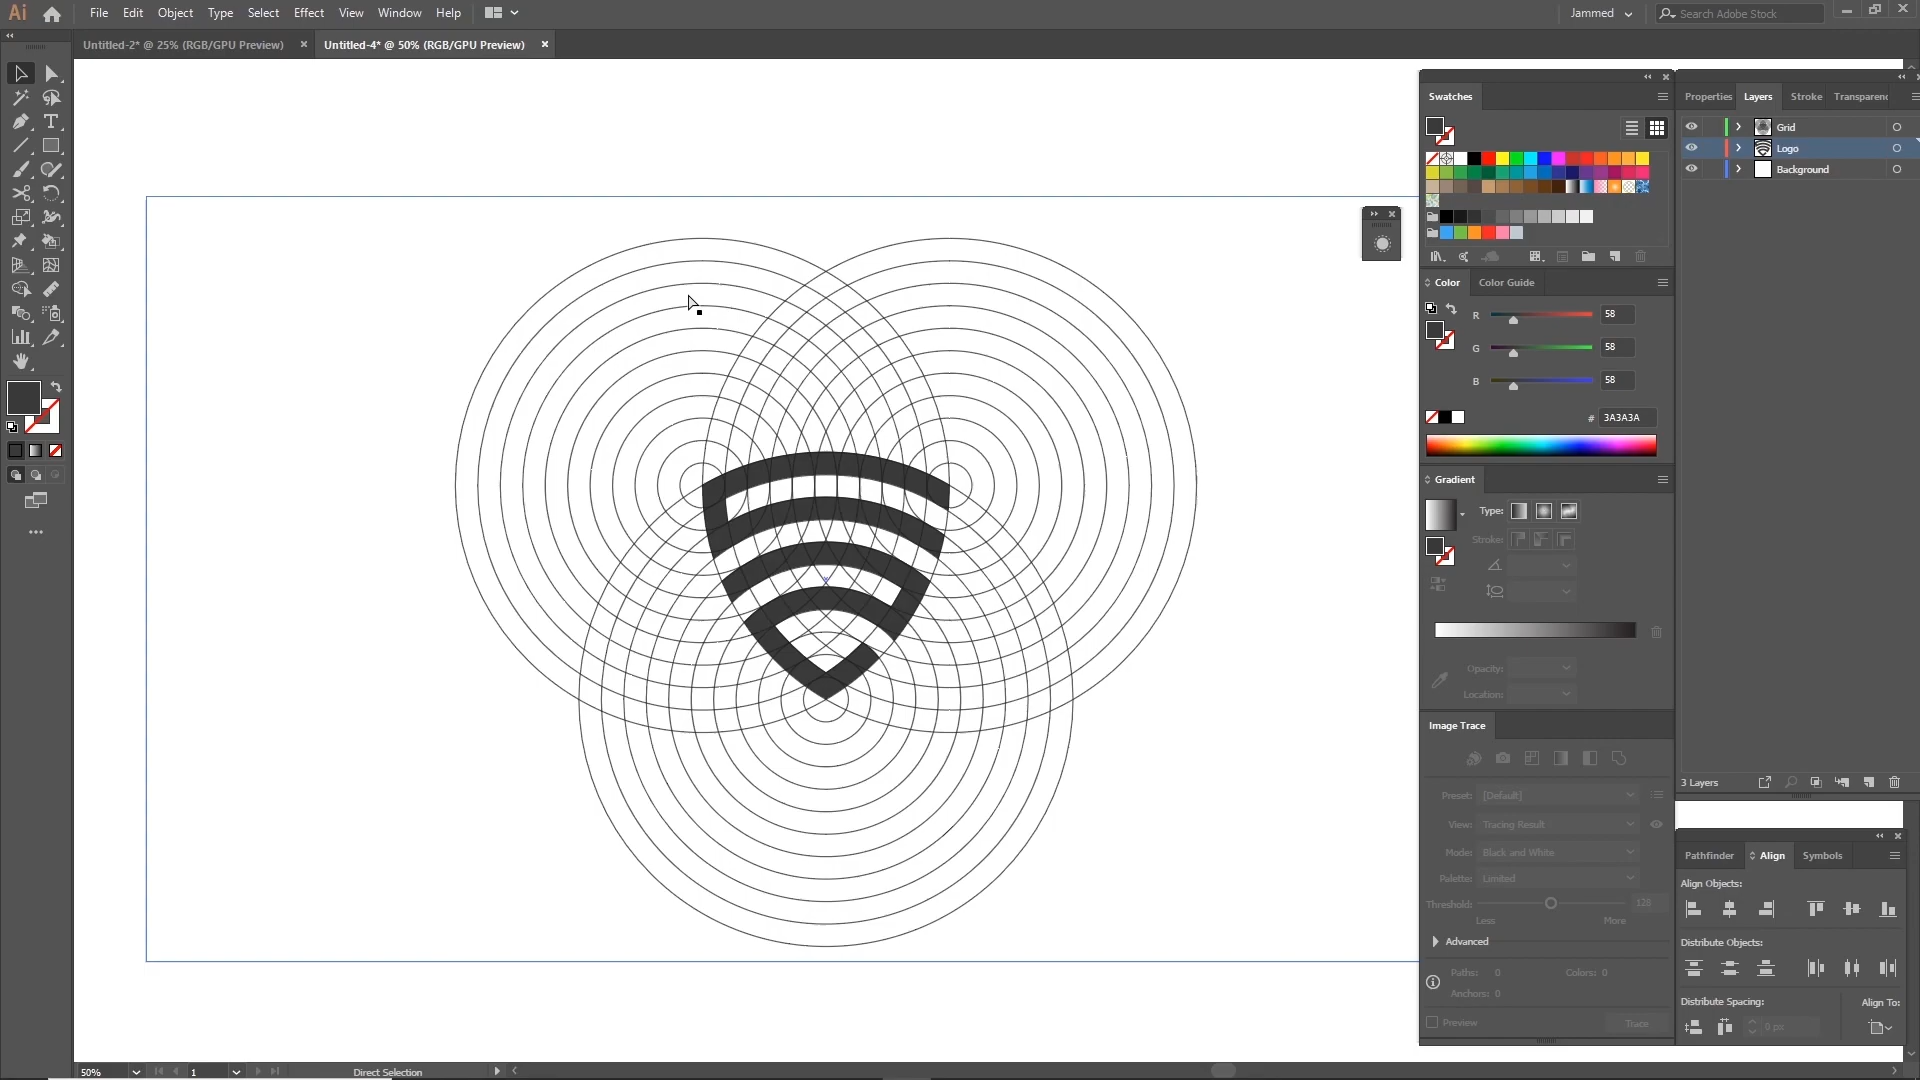 Ai File Edit Object Type Select Effect View Window Help Jammed Search Adobe Stock
Untitled-2* @ 25% (RGB/GPU Preview) Untitled-4* @ 50% (RGB/GPU Preview)
Swatches
Properties Layers Stroke Transparenc
Grid
Logo
Background
Color Color Guide
R 58
G 58
B 58
# 3A3A3A
Gradient
Type:
Stroke:
Opacity:
Location:
Image Trace
Preset: [Default]
View: Tracing Result
Mode: Black and White
Palette: Limited
Threshold: 128
Less More
Advanced
Paths: 0 Colors: 0
Anchors: 0
Preview Trace
3 Layers
Pathfinder Align Symbols
Align Objects:
Distribute Objects:
Distribute Spacing: Align To:
0 px
50% 1 Direct Selection